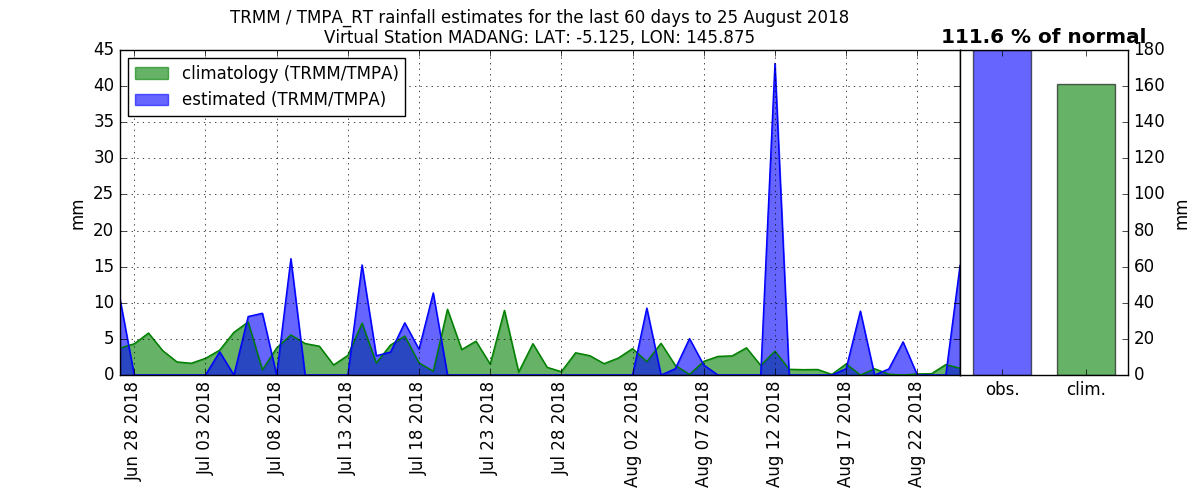 TRMM / TMPA_RT rainfall estimates for the last 60 days to 25 August 2018
Virtual Station MADANG: LAT: -5.125, LON: 145.875
111.6 % of normal
climatology (TRMM/TMPA)
estimated (TRMM/TMPA)
45
40
35
30
25
20
15
10
5
0
mm
180
160
140
120
100
80
60
40
20
0
mm
Jun 28 2018
Jul 03 2018
Jul 08 2018
Jul 13 2018
Jul 18 2018
Jul 23 2018
Jul 28 2018
Aug 02 2018
Aug 07 2018
Aug 12 2018
Aug 17 2018
Aug 22 2018
obs.
clim.